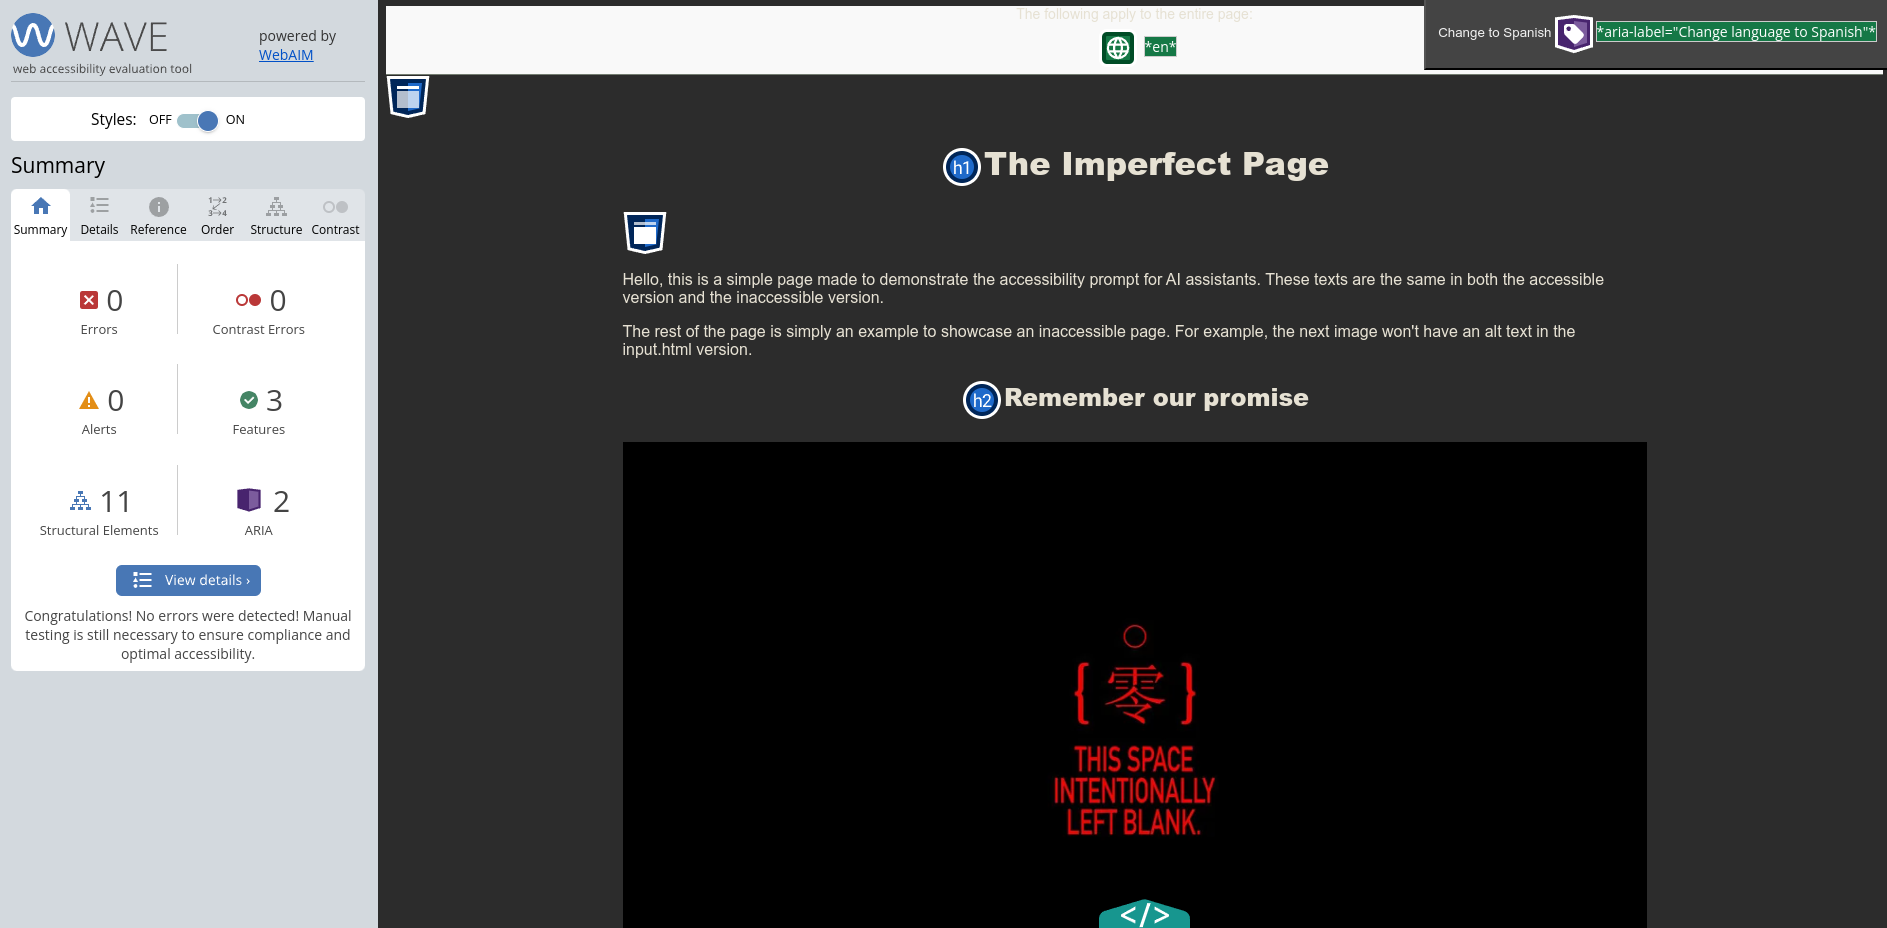 WAVE
web accessibility evaluation tool
powered by
WebAIM
Styles: OFF ON
Summary
Summary Details Reference Order Structure Contrast
1 2
3 4
0
Errors
0
Contrast Errors
0
Alerts
3
Features
11
Structural Elements
2
ARIA
View details ›
Congratulations! No errors were detected! Manual
testing is still necessary to ensure compliance and
optimal accessibility.
The following apply to the entire page:
*en*
Change to Spanish *aria-label="Change language to Spanish"*
h1 The Imperfect Page
Hello, this is a simple page made to demonstrate the accessibility prompt for AI assistants. These texts are the same in both the accessible
version and the inaccessible version.
The rest of the page is simply an example to showcase an inaccessible page. For example, the next image won't have an alt text in the
input.html version.
h2 Remember our promise
{ 零 }
THIS SPACE
INTENTIONALLY
LEFT BLANK.
</>